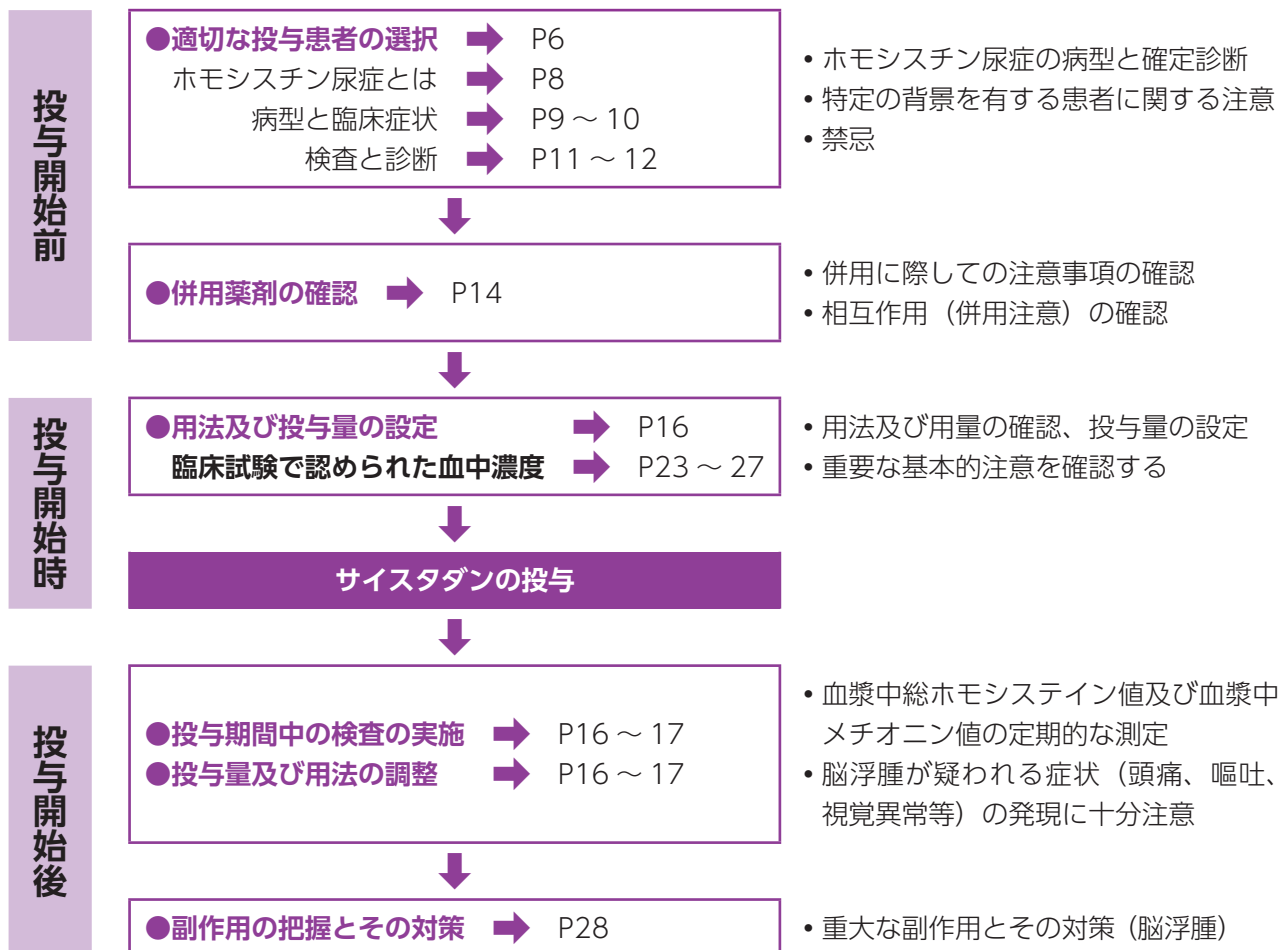 投与開始前
●適切な投与患者の選択 ➡ P6
ホモシスチン尿症とは ➡ P8
病型と臨床症状 ➡ P9～10
検査と診断 ➡ P11～12
• ホモシスチン尿症の病型と確定診断
• 特定の背景を有する患者に関する注意
• 禁忌
●併用薬剤の確認 ➡ P14
• 併用に際しての注意事項の確認
• 相互作用（併用注意）の確認
投与開始時
●用法及び投与量の設定 ➡ P16
臨床試験で認められた血中濃度 ➡ P23～27
• 用法及び用量の確認、投与量の設定
• 重要な基本的注意を確認する
サイスタダンの投与
投与開始後
●投与期間中の検査の実施 ➡ P16～17
●投与量及び用法の調整 ➡ P16～17
• 血漿中総ホモシステイン値及び血漿中
メチオニン値の定期的な測定
• 脳浮腫が疑われる症状（頭痛、嘔吐、
視覚異常等）の発現に十分注意
●副作用の把握とその対策 ➡ P28
• 重大な副作用とその対策（脳浮腫）